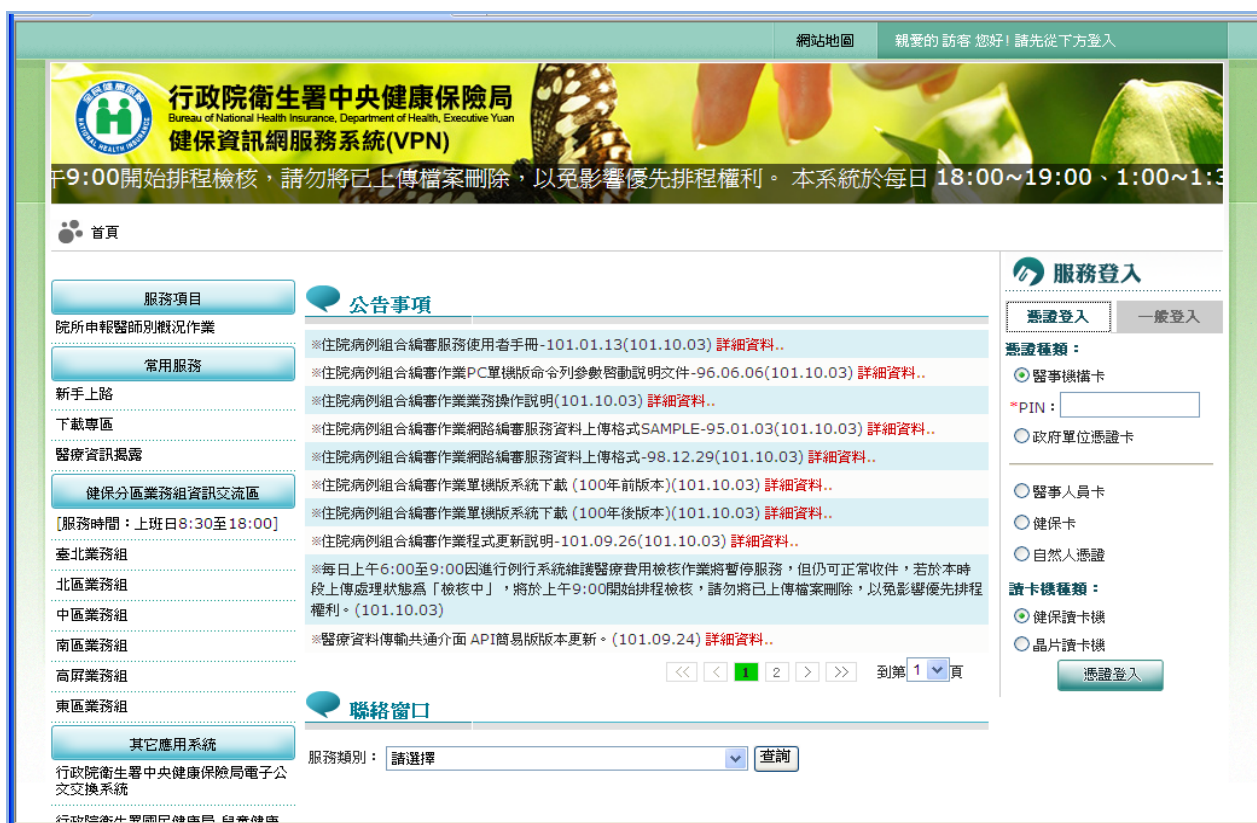 網站地圖
親愛的 訪客 您好! 請先從下方登入
全民健康保險
NATIONAL HEALTH INSURANCE
行政院衛生署中央健康保險局
Bureau of National Health Insurance, Department of Health, Executive Yuan
健保資訊網服務系統(VPN)
午9:00開始排程檢核，請勿將已上傳檔案刪除，以免影響優先排程權利。 本系統於每日 18:00~19:00、1:00~1:3
首頁
服務項目
院所申報醫師別概況作業
常用服務
新手上路
下載專區
醫療資訊揭露
健保分區業務組資訊交流區
[服務時間：上班日8:30至18:00]
臺北業務組
北區業務組
中區業務組
南區業務組
高屏業務組
東區業務組
其它應用系統
行政院衛生署中央健康保險局電子公
文交換系統
行政院衛生署國民健康局 兒童健康
公告事項
※住院病例組合編審服務使用者手冊-101.01.13(101.10.03) 詳細資料..
※住院病例組合編審作業PC單機版命令列參數啓動說明文件-96.06.06(101.10.03) 詳細資料..
※住院病例組合編審作業業務操作說明(101.10.03) 詳細資料..
※住院病例組合編審作業網路編審服務資料上傳格式SAMPLE-95.01.03(101.10.03) 詳細資料..
※住院病例組合編審作業網路編審服務資料上傳格式-98.12.29(101.10.03) 詳細資料..
※住院病例組合編審作業單機版系統下載 (100年前版本)(101.10.03) 詳細資料..
※住院病例組合編審作業單機版系統下載 (100年後版本)(101.10.03) 詳細資料..
※住院病例組合編審作業程式更新說明-101.09.26(101.10.03) 詳細資料..
※每日上午6:00至9:00因進行例行系統維護醫療費用檢核作業將暫停服務，但仍可正常收件，若於本時
段上傳處理狀態爲「檢核中」，將於上午9:00開始排程檢核，請勿將已上傳檔案刪除，以免影響優先排程
權利。(101.10.03)
※醫療資料傳輸共通介面 API簡易版版本更新。(101.09.24) 詳細資料..
<< < 1 2 > >> 到第 1 頁
聯絡窗口
服務類別： 請選擇 查詢
服務登入
憑證登入 一般登入
憑證種類：
醫事機構卡
*PIN：
政府單位憑證卡
醫事人員卡
健保卡
自然人憑證
讀卡機種類：
健保讀卡機
晶片讀卡機
憑證登入